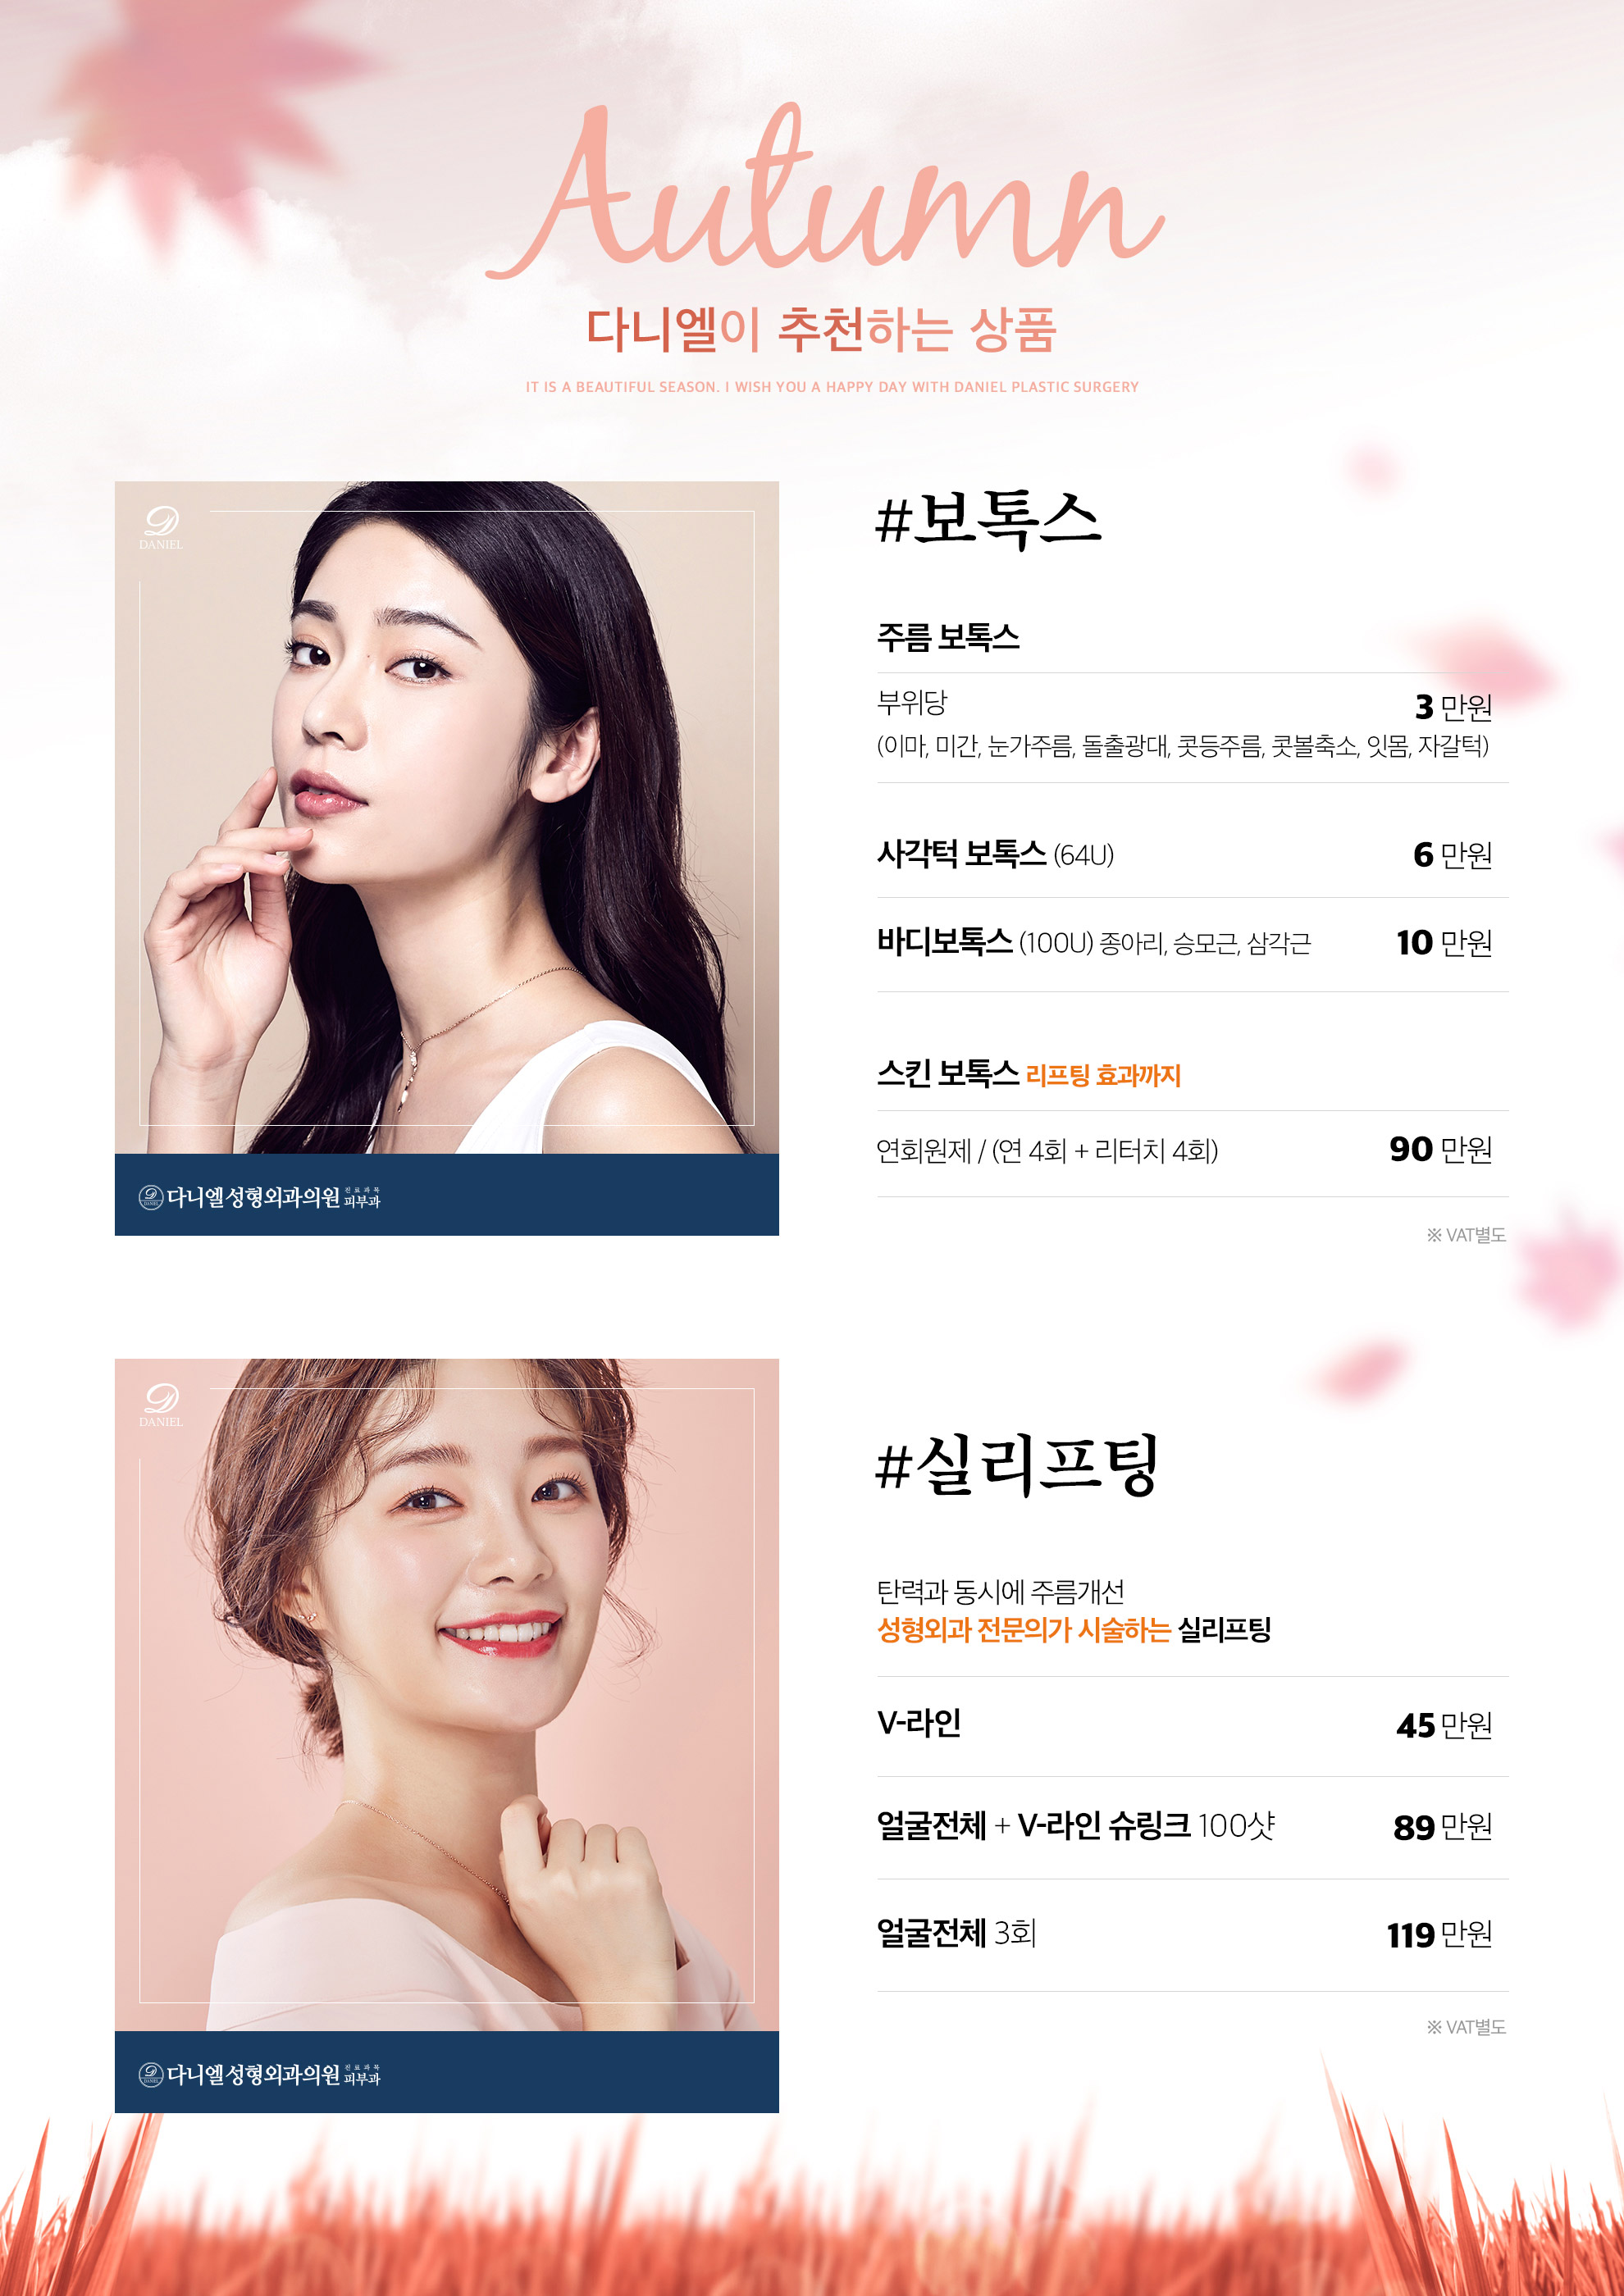 Autumn
다니엘이 추천하는 상품
IT IS A BEAUTIFUL SEASON. I WISH YOU A HAPPY DAY WITH DANIEL PLASTIC SURGERY
DANIEL
다니엘성형외과의원 진료과목 피부과
#보톡스
주름 보톡스
부위당 3 만원
(이마, 미간, 눈가주름, 돌출광대, 콧등주름, 콧볼축소, 잇몸, 자갈턱)
사각턱 보톡스 (64U) 6 만원
바디보톡스 (100U) 종아리, 승모근, 삼각근 10 만원
스킨 보톡스 리프팅 효과까지
연회원제 / (연 4회 + 리터치 4회) 90 만원
※ VAT별도
DANIEL
다니엘성형외과의원 진료과목 피부과
#실리프팅
탄력과 동시에 주름개선
성형외과 전문의가 시술하는 실리프팅
V-라인 45 만원
얼굴전체 + V-라인 슈링크 100샷 89 만원
얼굴전체 3회 119 만원
※ VAT별도